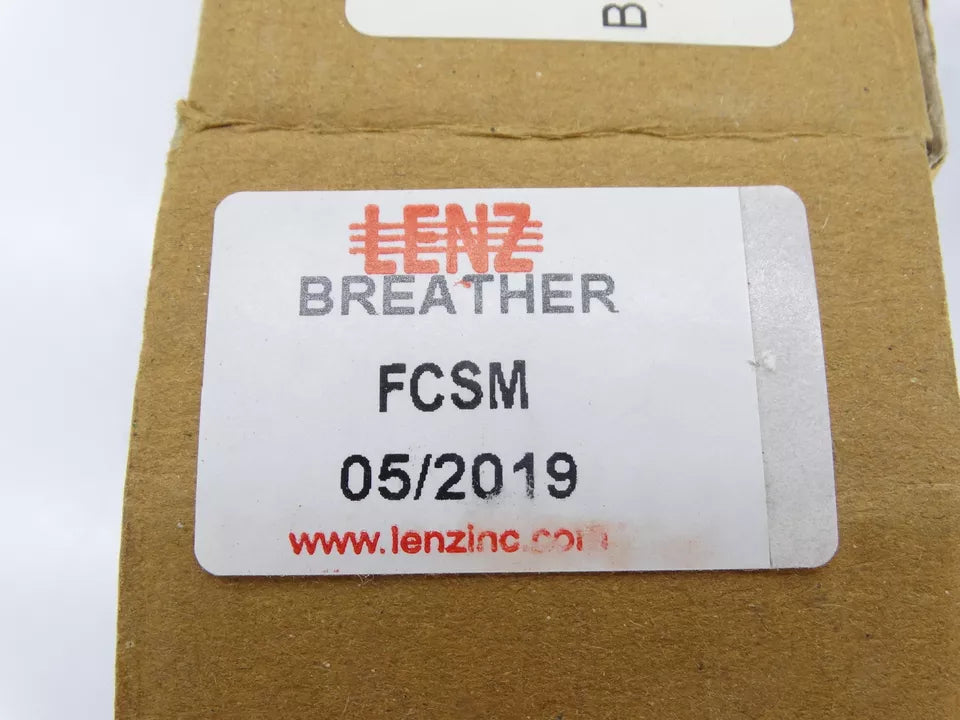 B
LENZ
BREATHER
FCSM
05/2019
www.lenzinc.com